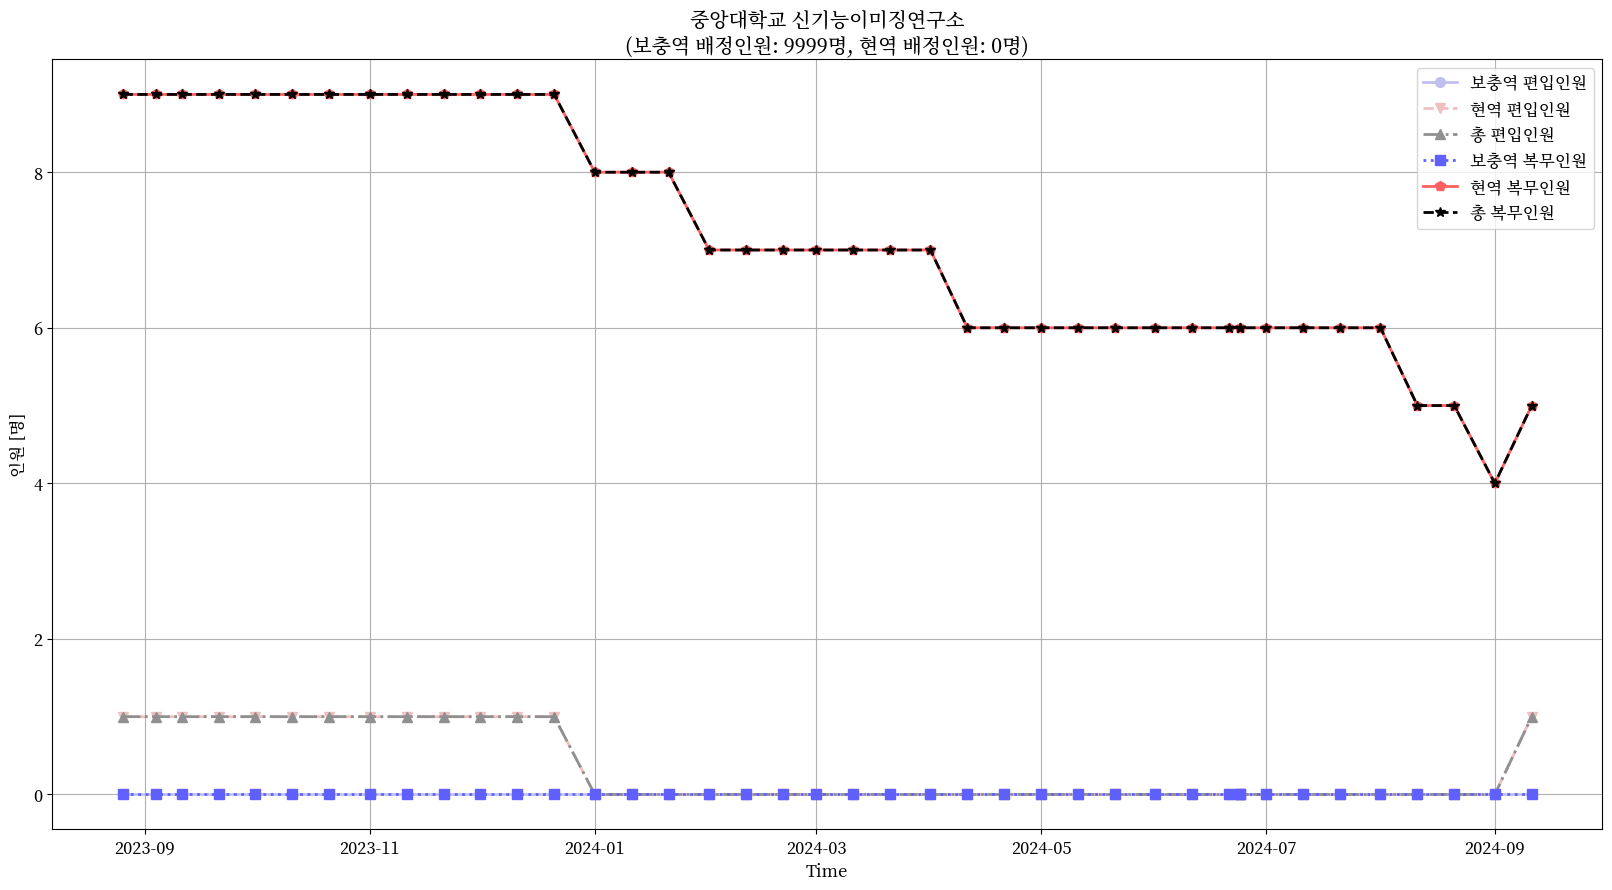 중앙대학교 신기능이미징연구소
(보충역 배정인원: 9999명, 현역 배정인원: 0명)
보충역 편입인원
현역 편입인원
총 편입인원
보충역 복무인원
현역 복무인원
총 복무인원
인원 [명]
8
6
4
2
0
2023-09
2023-11
2024-01
2024-03
2024-05
2024-07
2024-09
Time